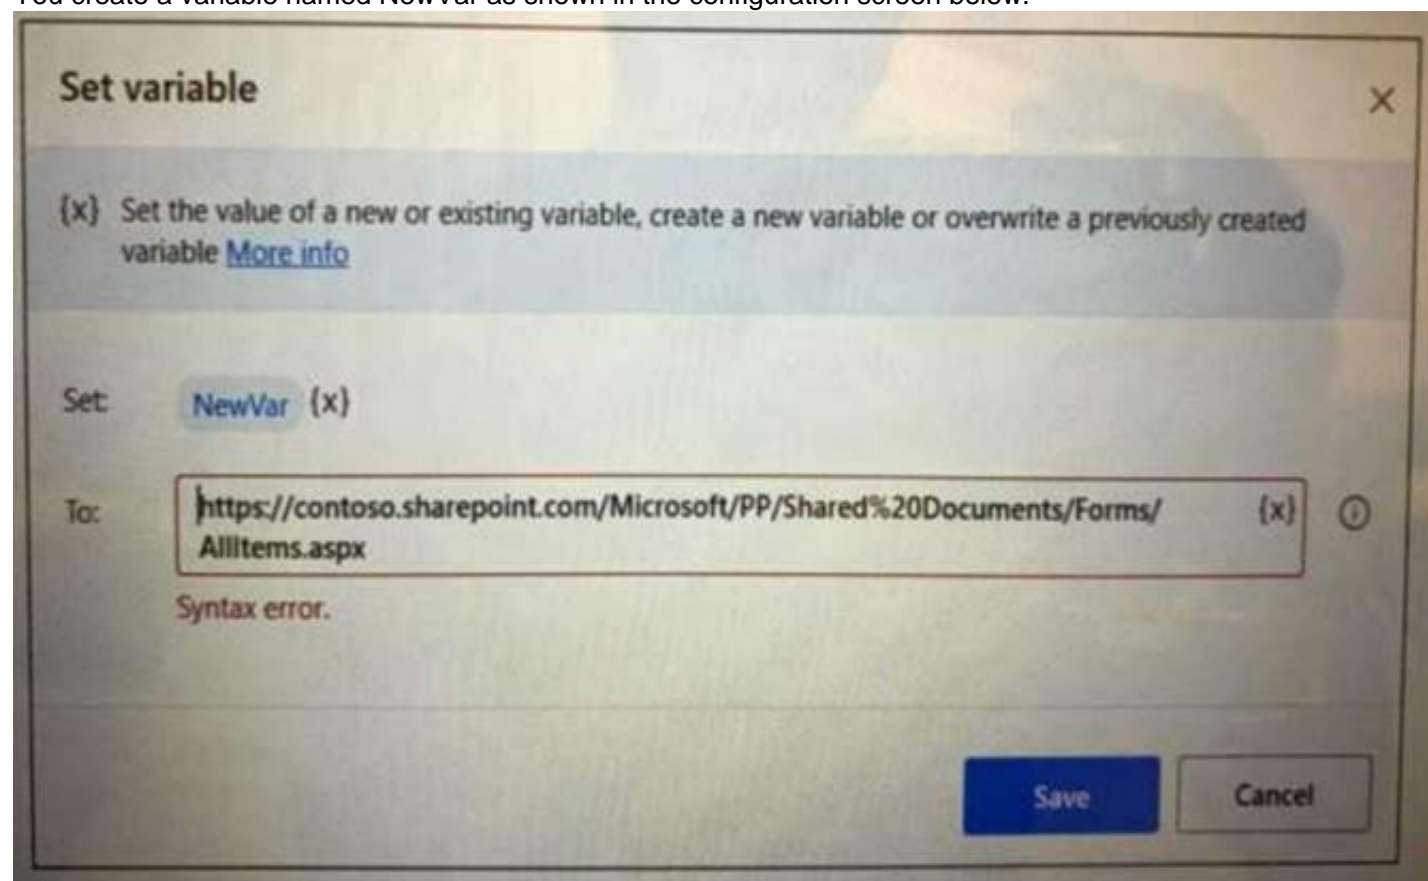 You create a variable named NewVar as shown in the configuration screen below.
Set variable
×
{x} Set the value of a new or existing variable, create a new variable or overwrite a previously created
variable More info
Set: NewVar {x}
To: https://contoso.sharepoint.com/Microsoft/PP/Shared%20Documents/Forms/ {x}
AllItems.aspx
Syntax error.
Save Cancel